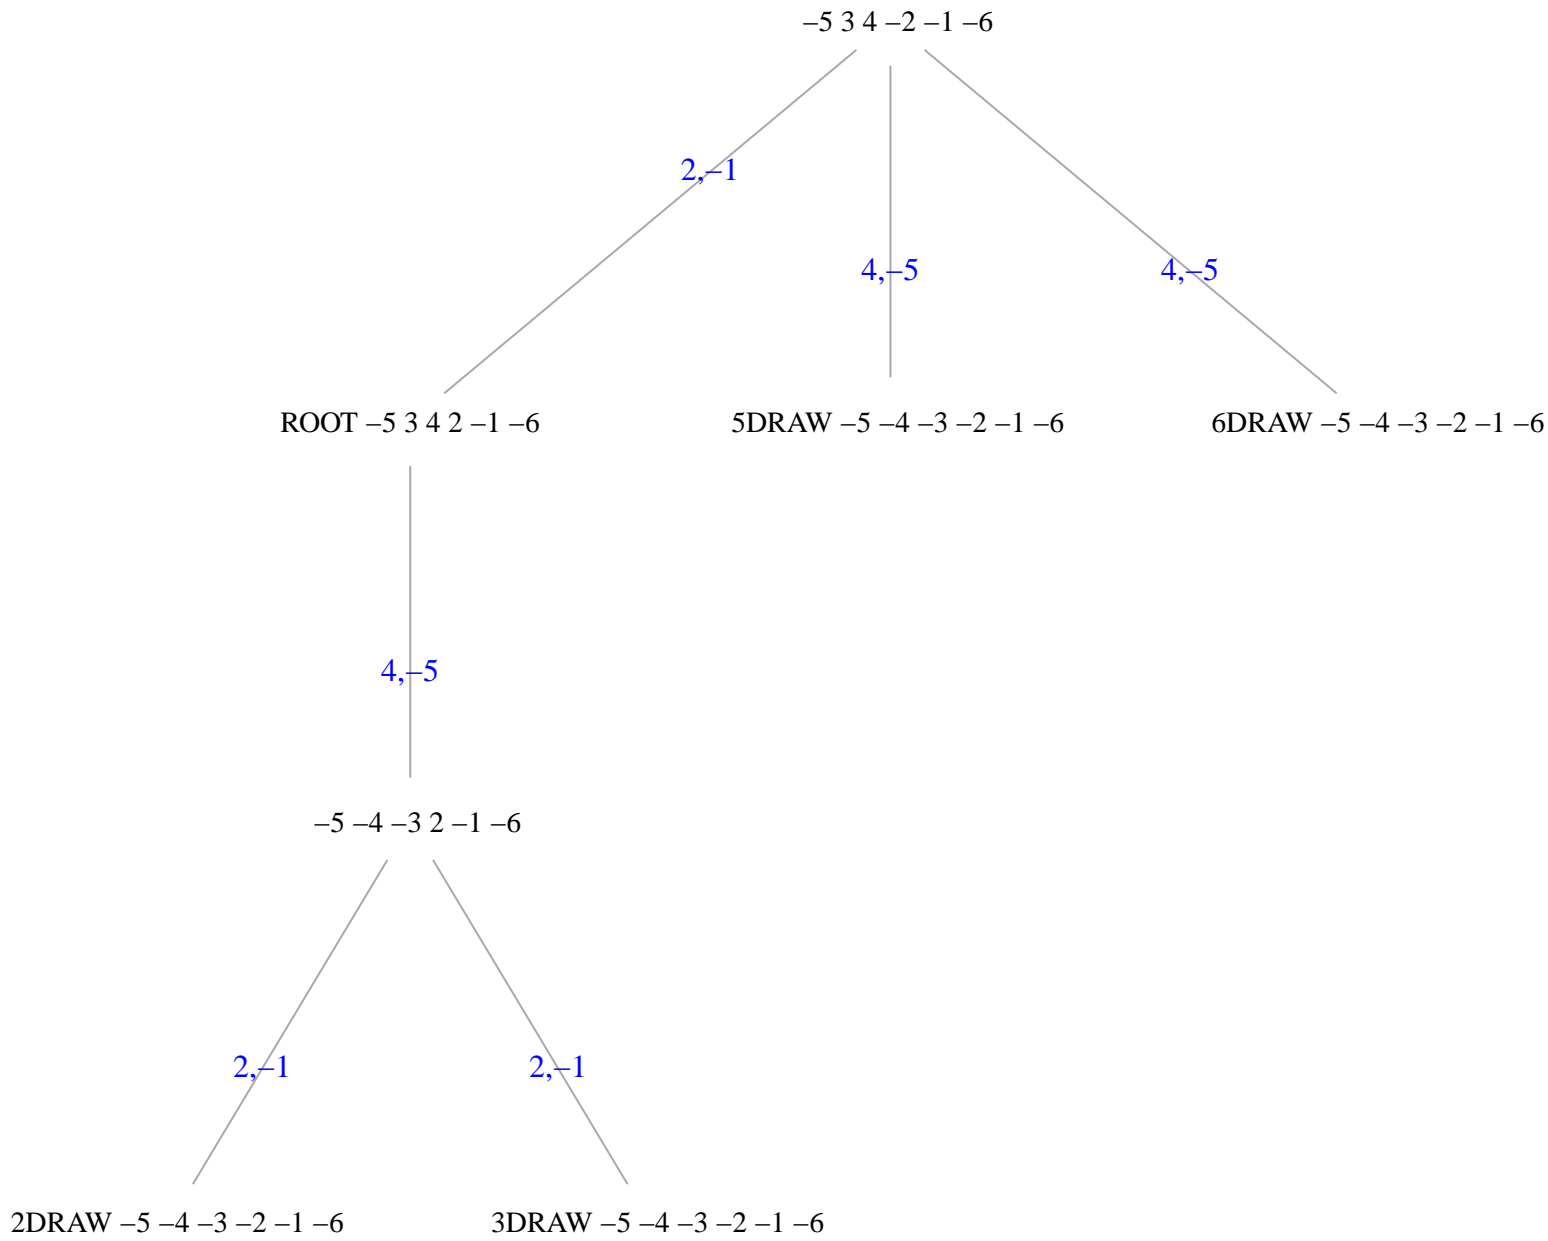 –5 3 4 –2 –1 –6
2,–1
4,–5
4,–5
ROOT –5 3 4 2 –1 –6
5DRAW –5 –4 –3 –2 –1 –6
6DRAW –5 –4 –3 –2 –1 –6
4,–5
–5 –4 –3 2 –1 –6
2,–1
2,–1
2DRAW –5 –4 –3 –2 –1 –6
3DRAW –5 –4 –3 –2 –1 –6